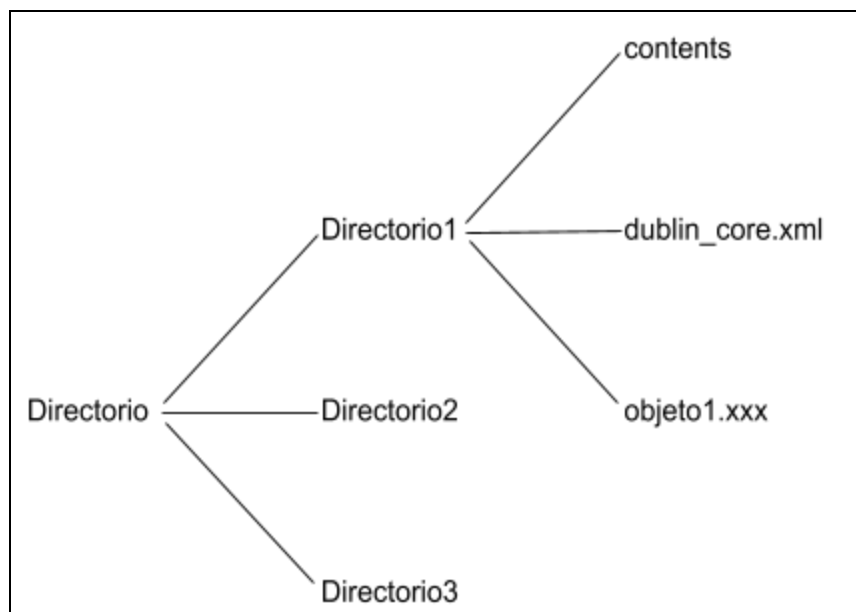 contents
Directorio1
dublin_core.xml
Directorio
Directorio2
objeto1.xxx
Directorio3